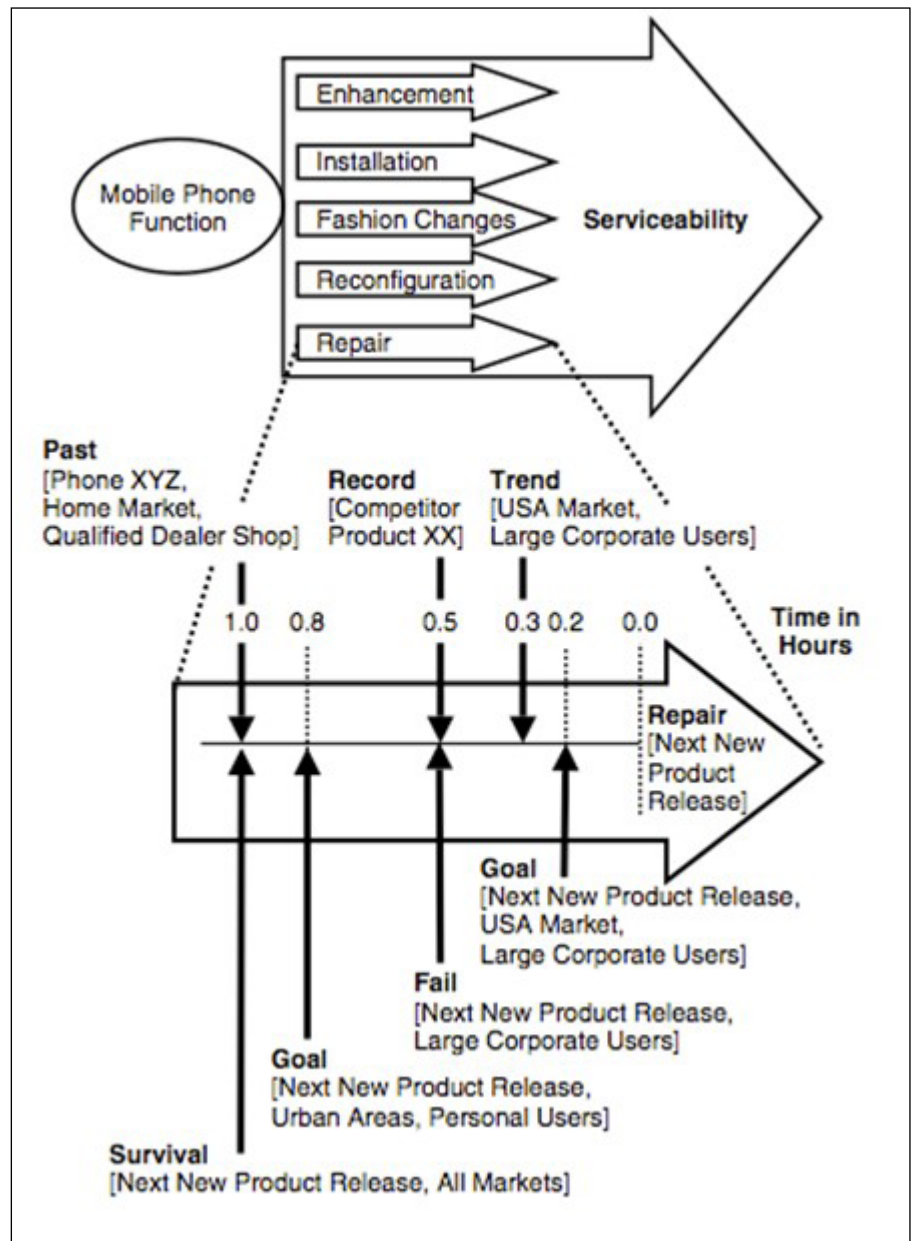 Enhancement
Installation
Mobile Phone
Function
Fashion Changes
Serviceability
Reconfiguration
Repair
Past
[Phone XYZ,
Home Market,
Qualified Dealer Shop]
Record
[Competitor
Product XX]
Trend
[USA Market,
Large Corporate Users]
1.0 0.8 0.5 0.3 0.2 0.0
Time in
Hours
Repair
[Next New
Product
Release]
Goal
[Next New Product Release,
USA Market,
Large Corporate Users]
Fail
[Next New Product Release,
Large Corporate Users]
Goal
[Next New Product Release,
Urban Areas, Personal Users]
Survival
[Next New Product Release, All Markets]